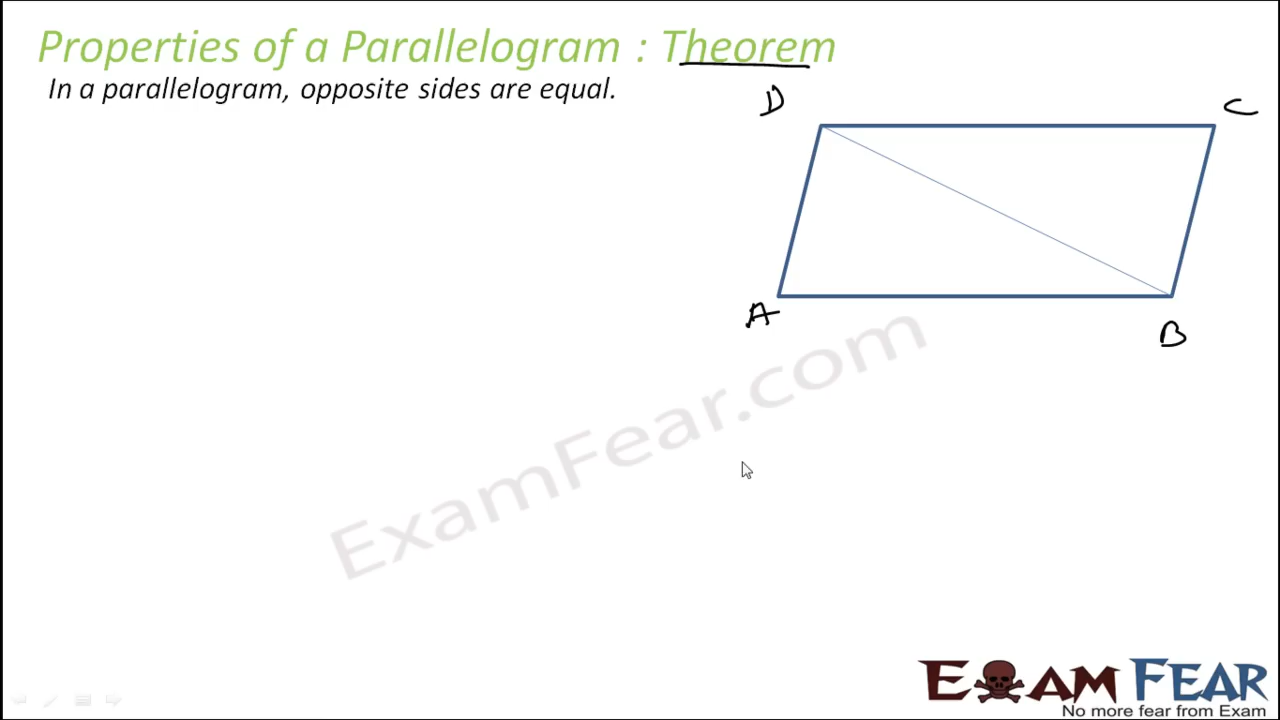 Properties of a Parallelogram : Theorem
In a parallelogram, opposite sides are equal.
D
C
A
B
ExamFear.com
EXAM FEAR
No more fear from Exam